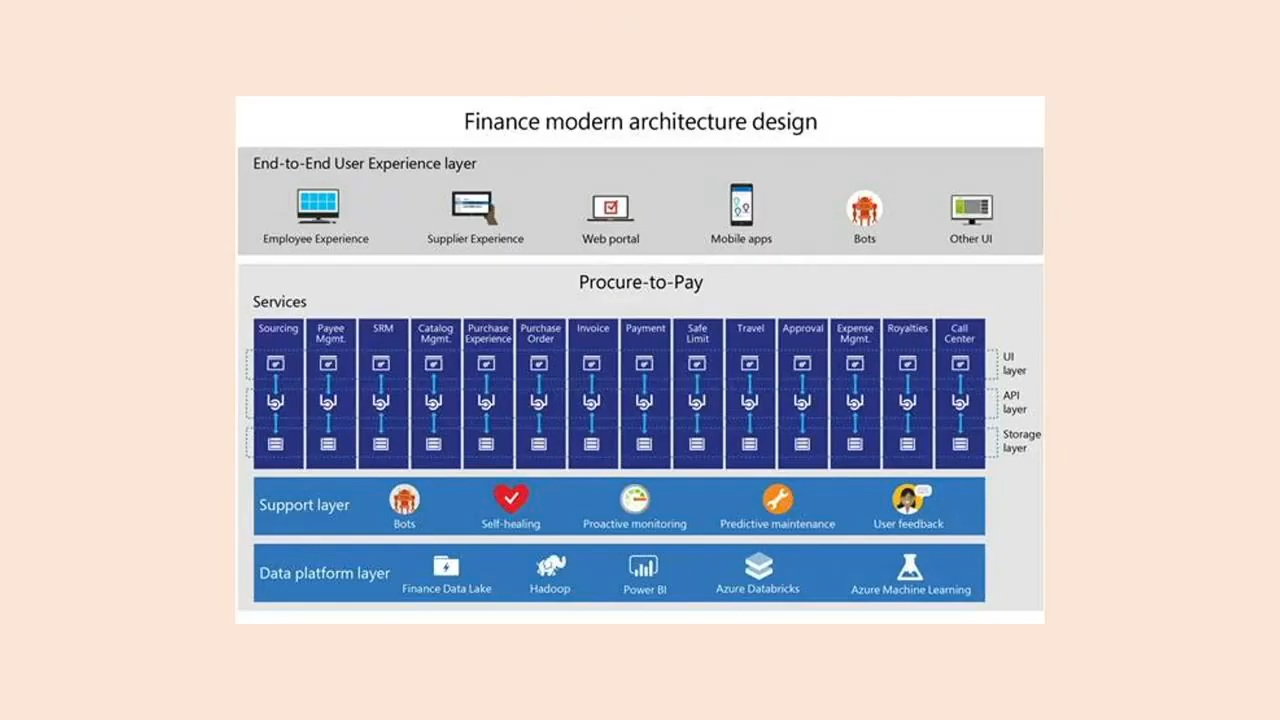 Finance modern architecture design
End-to-End User Experience layer
Employee Experience
Supplier Experience
Web portal
Mobile apps
Bots
Other UI
Procure-to-Pay
Services
Sourcing
Payee
Mgmt.
SRM
Catalog
Mgmt.
Purchase
Experience
Purchase
Order
Invoice
Payment
Safe
Limit
Travel
Approval
Expense
Mgmt.
Royalties
Call
Center
UI
layer
API
layer
Storage
layer
Support layer
Bots
Self-healing
Proactive monitoring
Predictive maintenance
User feedback
Data platform layer
Finance Data Lake
Hadoop
Power BI
Azure Databricks
Azure Machine Learning